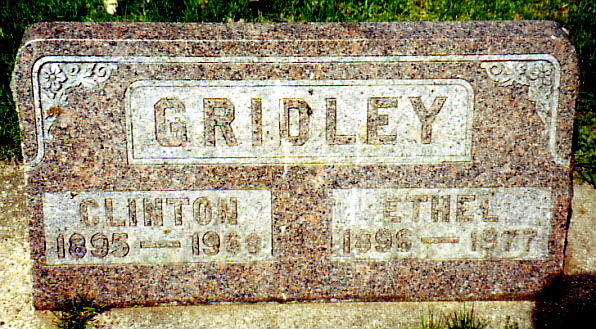 GRIDLEY
CLINTON ETHEL
1895 — 1896 — 1977